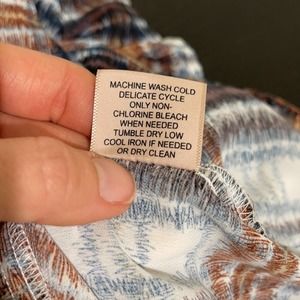 MACHINE WASH COLD
DELICATE CYCLE
ONLY NON-
CHLORINE BLEACH
WHEN NEEDED
TUMBLE DRY LOW
COOL IRON IF NEEDED
OR DRY CLEAN